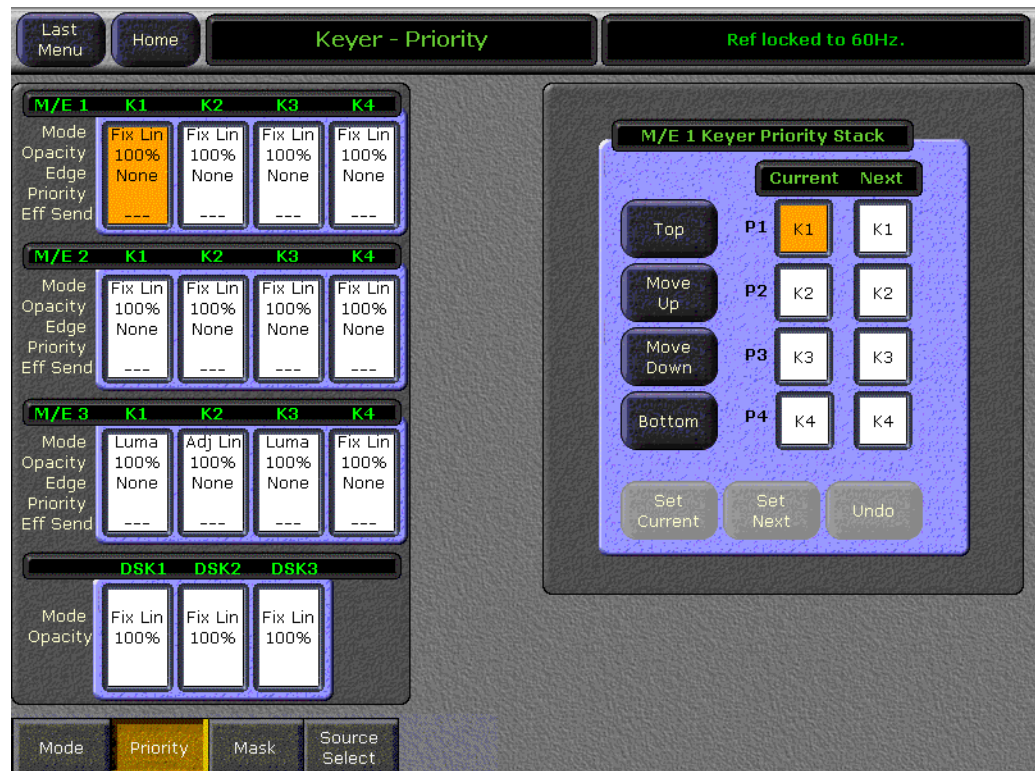 Last Menu
Home
Keyer - Priority
Ref locked to 60Hz.
M/E 1 K1 K2 K3 K4
Mode Fix Lin Fix Lin Fix Lin Fix Lin
Opacity 100% 100% 100% 100%
Edge None None None None
Priority
Eff Send --- --- --- ---
M/E 2 K1 K2 K3 K4
Mode Fix Lin Fix Lin Fix Lin Fix Lin
Opacity 100% 100% 100% 100%
Edge None None None None
Priority
Eff Send --- --- --- ---
M/E 3 K1 K2 K3 K4
Mode Luma Adj Lin Luma Fix Lin
Opacity 100% 100% 100% 100%
Edge None None None None
Priority
Eff Send --- --- --- ---
DSK1 DSK2 DSK3
Mode Fix Lin Fix Lin Fix Lin
Opacity 100% 100% 100%
M/E 1 Keyer Priority Stack
Current Next
Top P1 K1 K1
Move Up P2 K2 K2
Move Down P3 K3 K3
Bottom P4 K4 K4
Set Current
Set Next
Undo
Mode
Priority
Mask
Source Select